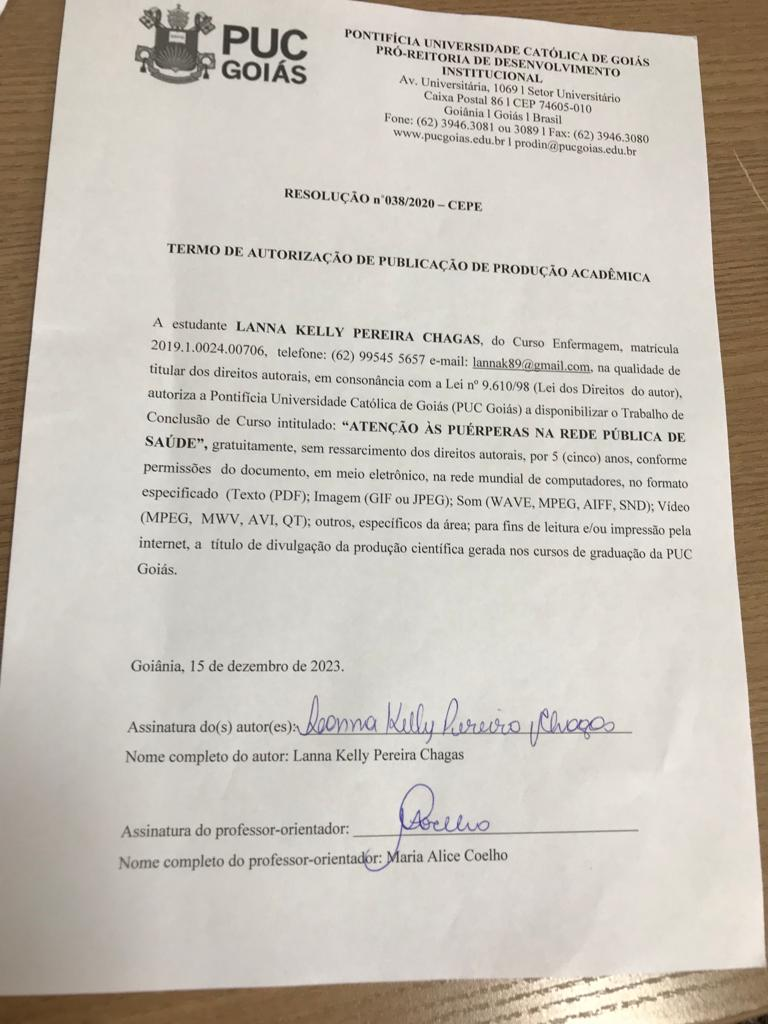 PUC
GOIÁS
PONTIFÍCIA UNIVERSIDADE CATÓLICA DE GOIÁS
PRÓ-REITORIA DE DESENVOLVIMENTO
INSTITUCIONAL
Av. Universitária, 1069 l Setor Universitário
Caixa Postal 86 l CEP 74605-010
Goiânia l Goiás l Brasil
Fone: (62) 3946.3081 ou 3089 l Fax: (62) 3946.3080
www.pucgoias.edu.br l prodin@pucgoias.edu.br
RESOLUÇÃO n°038/2020 – CEPE
TERMO DE AUTORIZAÇÃO DE PUBLICAÇÃO DE PRODUÇÃO ACADÊMICA
A estudante LANNA KELLY PEREIRA CHAGAS, do Curso Enfermagem, matrícula
2019.1.0024.00706, telefone: (62) 99545 5657 e-mail: lannak89@gmail.com, na qualidade de
titular dos direitos autorais, em consonância com a Lei nº 9.610/98 (Lei dos Direitos do autor),
autoriza a Pontifícia Universidade Católica de Goiás (PUC Goiás) a disponibilizar o Trabalho de
Conclusão de Curso intitulado: “ATENÇÃO ÀS PUÉRPERAS NA REDE PÚBLICA DE
SAÚDE”, gratuitamente, sem ressarcimento dos direitos autorais, por 5 (cinco) anos, conforme
permissões do documento, em meio eletrônico, na rede mundial de computadores, no formato
especificado (Texto (PDF); Imagem (GIF ou JPEG); Som (WAVE, MPEG, AIFF, SND); Vídeo
(MPEG, MWV, AVI, QT); outros, específicos da área; para fins de leitura e/ou impressão pela
internet, a título de divulgação da produção científica gerada nos cursos de graduação da PUC
Goiás.
Goiânia, 15 de dezembro de 2023.
Assinatura do(s) autor(es): Lanna Kelly Pereira Chagas
Nome completo do autor: Lanna Kelly Pereira Chagas
Assinatura do professor-orientador: Coelho
Nome completo do professor-orientador: Maria Alice Coelho